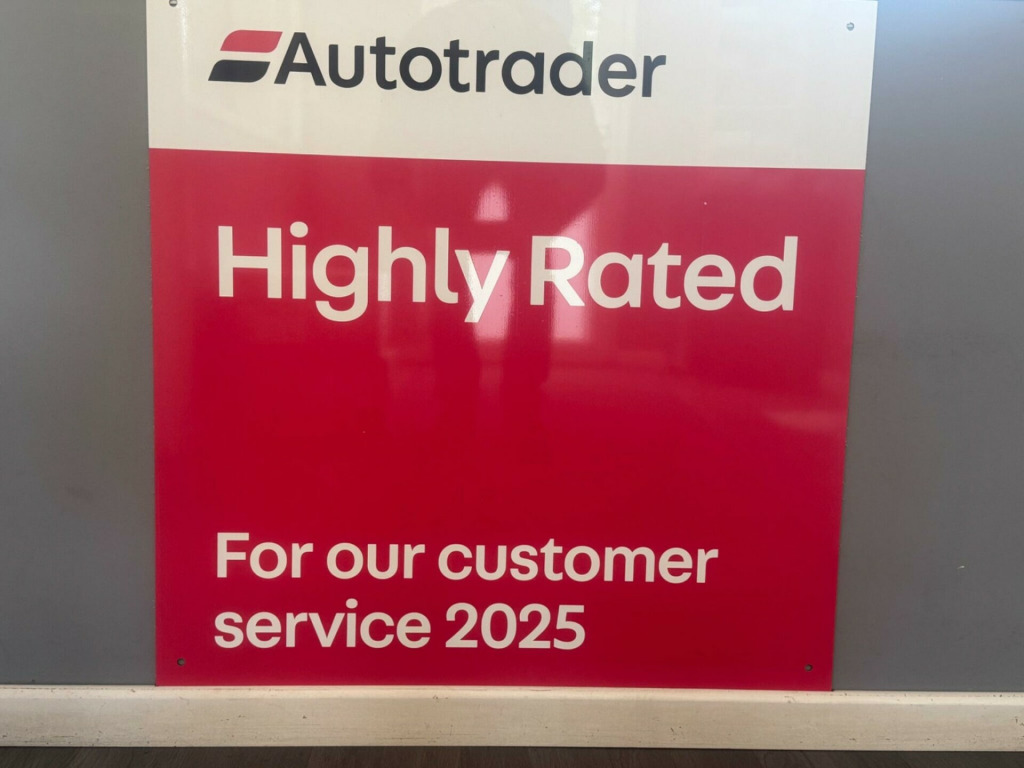 Autotrader
Highly Rated
For our customer
service 2025